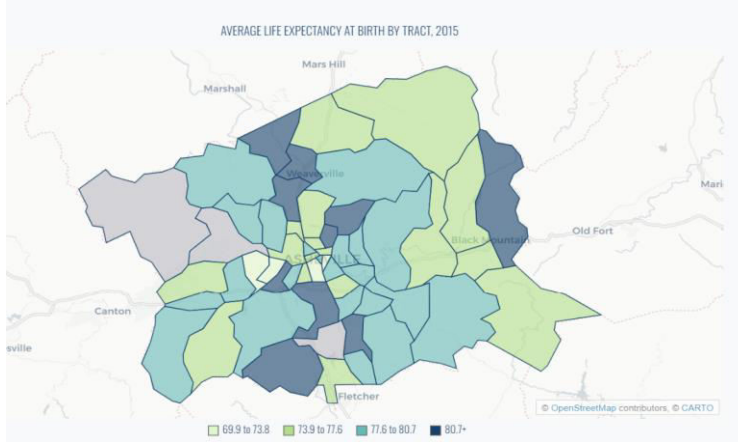 AVERAGE LIFE EXPECTANCY AT BIRTH BY TRACT, 2015
Mars Hill
Marshall
Weaverville
Mari
Old Fort
Black Mountain
ASHEVILLE
Canton
sville
Fletcher
© OpenStreetMap contributors, © CARTO
69.9 to 73.8 73.9 to 77.6 77.6 to 80.7 80.7+